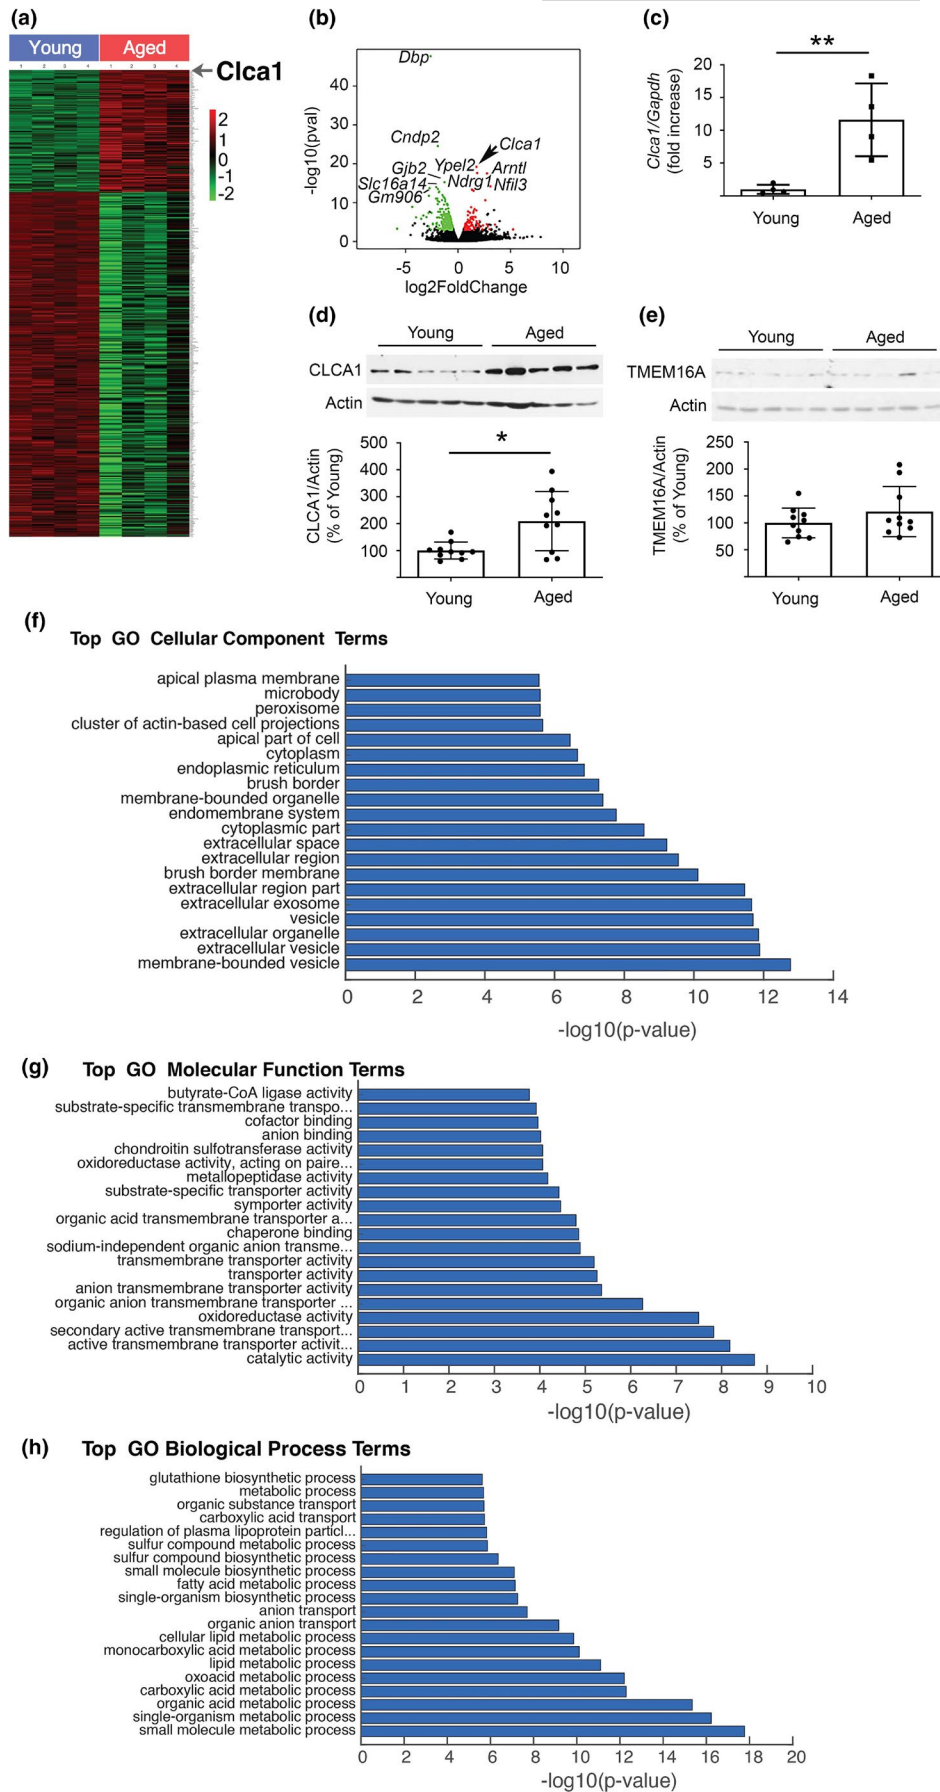 (a)
Young Aged
1 2 3 4 1 2 3 4
Clca1
2
1
0
-1
-2
(b)
-log10(pval)
40
30
20
10
0
Dbp
Cndp2
Clca1
Gjb2 Ypel2 Arntl
Slc16a14 Ndrg1 Nfil3
Gm906
-5 0 5 10
log2FoldChange
(c)
**
Clca1/Gapdh
(fold increase)
20
15
10
5
Young Aged
(d)
Young Aged
CLCA1
Actin
CLCA1/Actin
(% of Young)
500
400
300
200
100
*
Young Aged
(e)
Young Aged
TMEM16A
Actin
TMEM16A/Actin
(% of Young)
250
200
150
100
50
Young Aged
(f)
Top GO Cellular Component Terms
apical plasma membrane
microbody
peroxisome
cluster of actin-based cell projections
apical part of cell
cytoplasm
endoplasmic reticulum
brush border
membrane-bounded organelle
endomembrane system
cytoplasmic part
extracellular space
extracellular region
brush border membrane
extracellular region part
extracellular exosome
vesicle
extracellular organelle
extracellular vesicle
membrane-bounded vesicle
0 2 4 6 8 10 12 14
-log10(p-value)
(g)
Top GO Molecular Function Terms
butyrate-CoA ligase activity
substrate-specific transmembrane transpo...
cofactor binding
anion binding
chondroitin sulfotransferase activity
oxidoreductase activity, acting on paire...
metallopeptidase activity
substrate-specific transporter activity
symporter activity
organic acid transmembrane transporter a...
chaperone binding
sodium-independent organic anion transme...
transmembrane transporter activity
transporter activity
anion transmembrane transporter activity
organic anion transmembrane transporter ...
oxidoreductase activity
secondary active transmembrane transport...
active transmembrane transporter activit...
catalytic activity
0 1 2 3 4 5 6 7 8 9 10
-log10(p-value)
(h)
Top GO Biological Process Terms
glutathione biosynthetic process
metabolic process
organic substance transport
carboxylic acid transport
regulation of plasma lipoprotein particl...
sulfur compound metabolic process
sulfur compound biosynthetic process
small molecule biosynthetic process
fatty acid metabolic process
single-organism biosynthetic process
anion transport
organic anion transport
cellular lipid metabolic process
monocarboxylic acid metabolic process
lipid metabolic process
oxoacid metabolic process
carboxylic acid metabolic process
organic acid metabolic process
single-organism metabolic process
small molecule metabolic process
0 2 4 6 8 10 12 14 16 18 20
-log10(p-value)